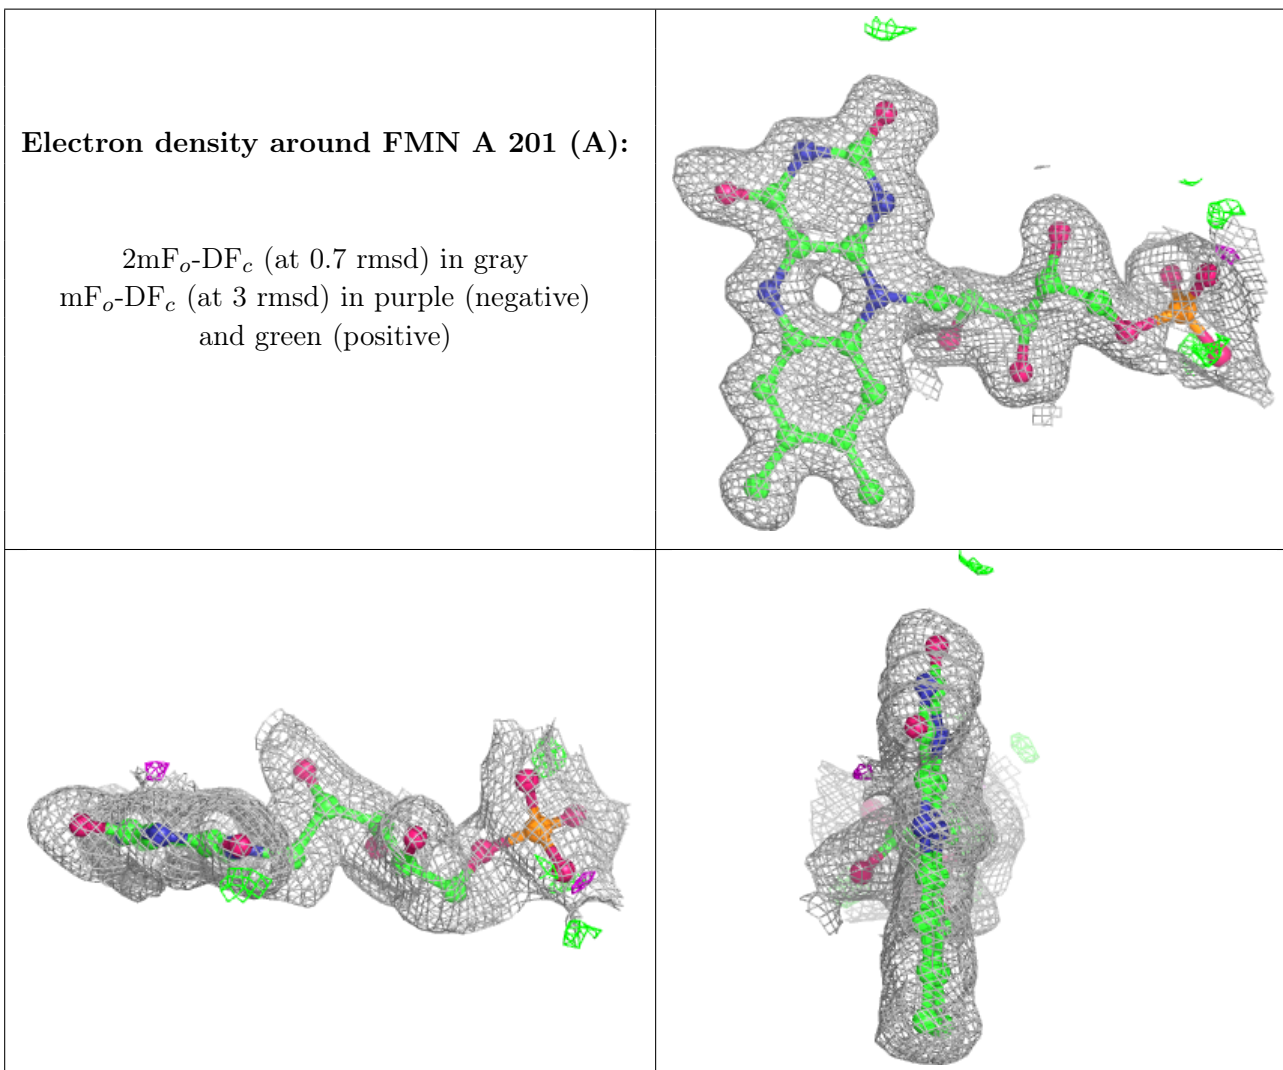 Electron density around FMN A 201 (A):
2mFo-DFc (at 0.7 rmsd) in gray
mFo-DFc (at 3 rmsd) in purple (negative)
and green (positive)